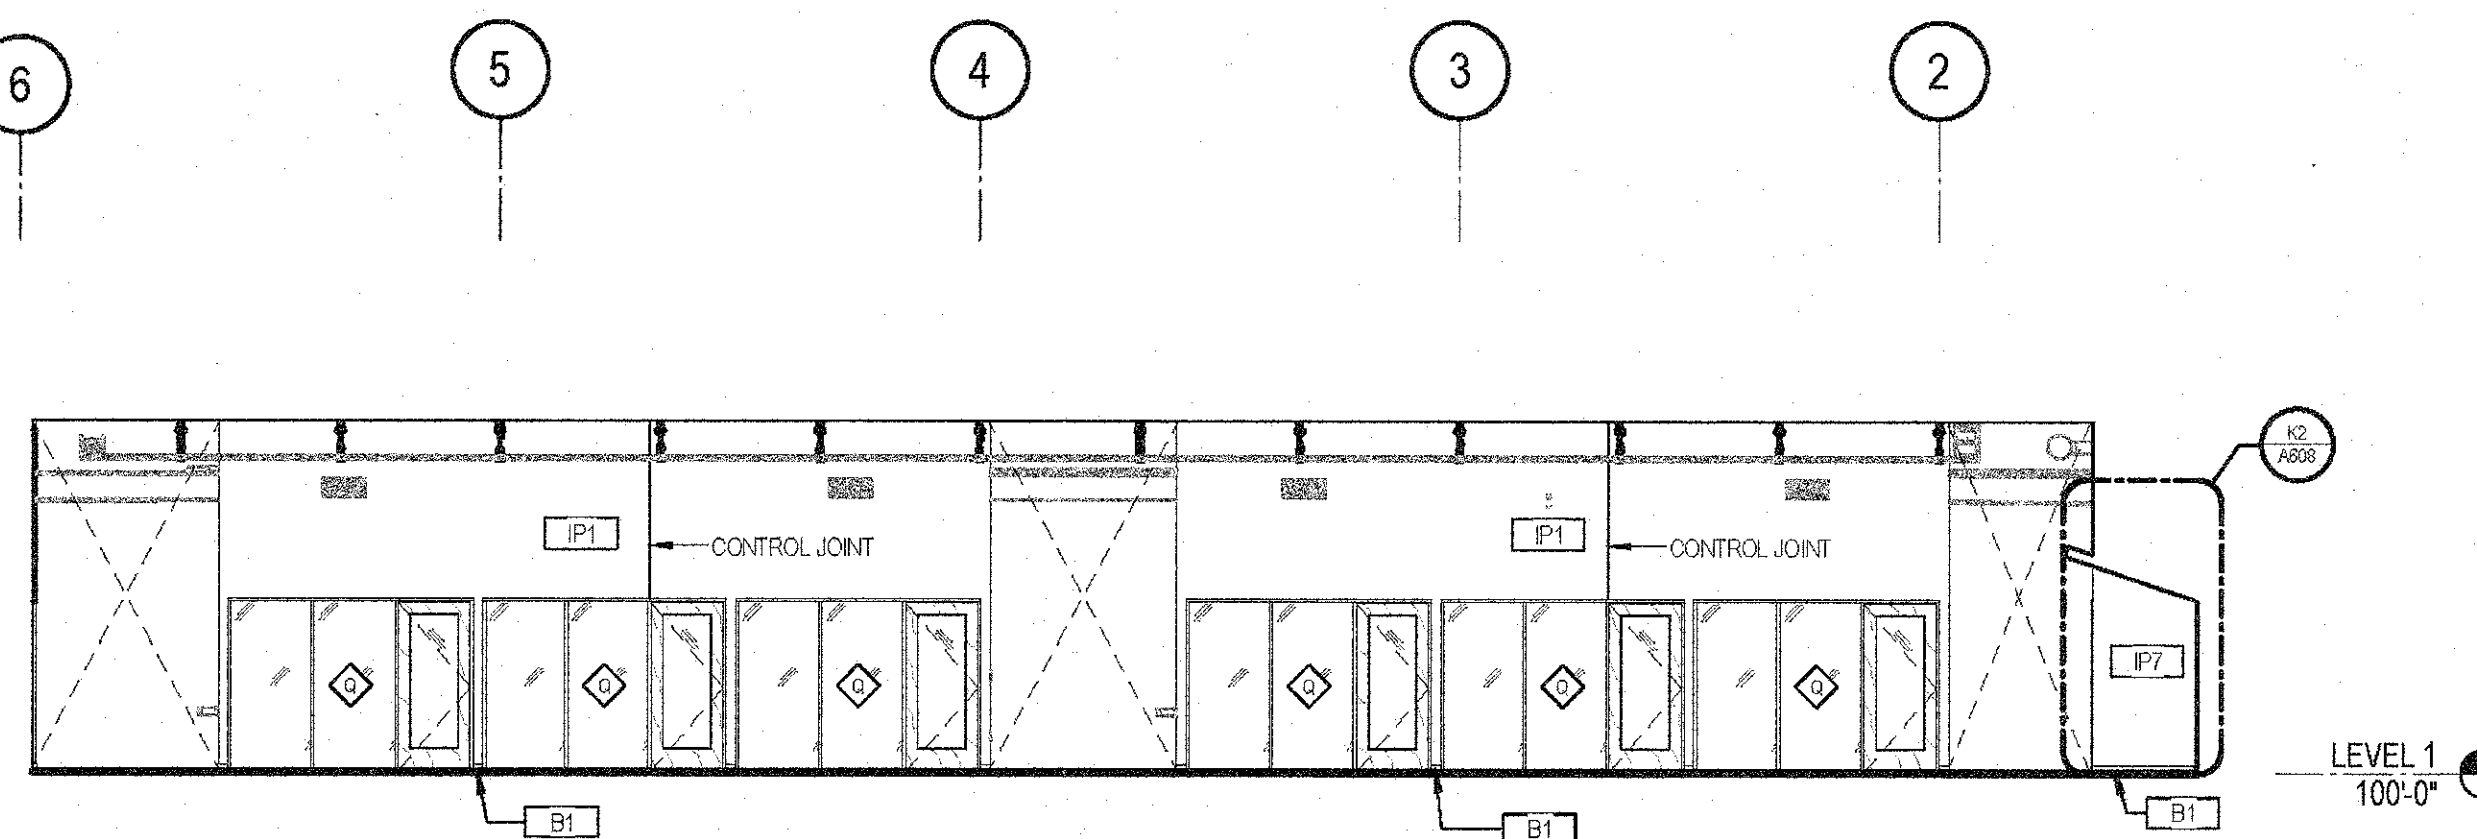 6
5
4
3
2
K2
A608
IP1
CONTROL JOINT
IP1
CONTROL JOINT
IP7
Q
Q
Q
Q
Q
Q
LEVEL 1
100'-0"
B1
B1
B1